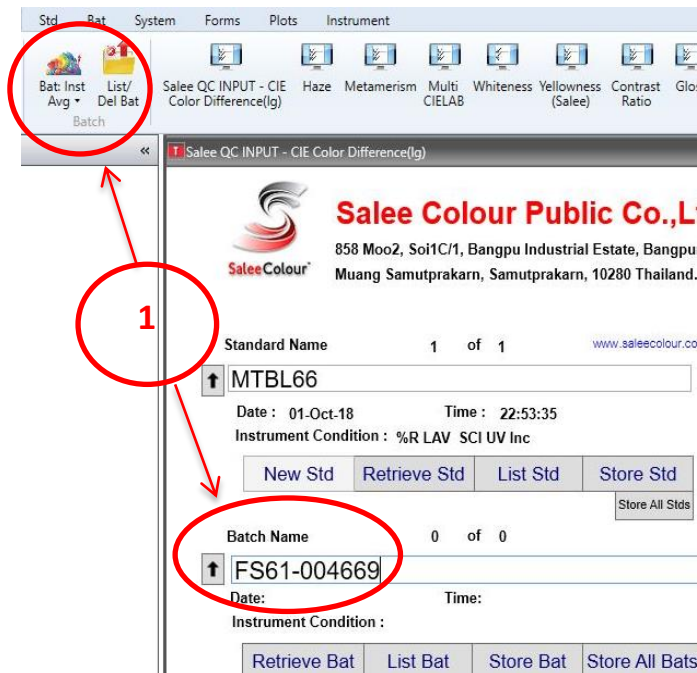 Std Bat System Forms Plots Instrument
Bat: Inst Avg List/ Del Bat
Batch
Salee QC INPUT - CIE Color Difference(lg) Haze Metamerism Multi CIELAB Whiteness Yellowness (Salee) Contrast Ratio
«
T Salee QC INPUT - CIE Color Difference(lg)
SaleeColour
Salee Colour Public Co.,
858 Moo2, Soi1C/1, Bangpu Industrial Estate,
Muang Samutprakarn, Samutprakarn, 10280 Thailand.
1
Standard Name 1 of 1 www.saleecolour.co
MTBL66
Date : 01-Oct-18 Time : 22:53:35
Instrument Condition : %R LAV SCI UV Inc
New Std Retrieve Std List Std Store Std
Store All Stds
Batch Name 0 of 0
FS61-004669
Date: Time:
Instrument Condition :
Retrieve Bat List Bat Store Bat Store All Bats